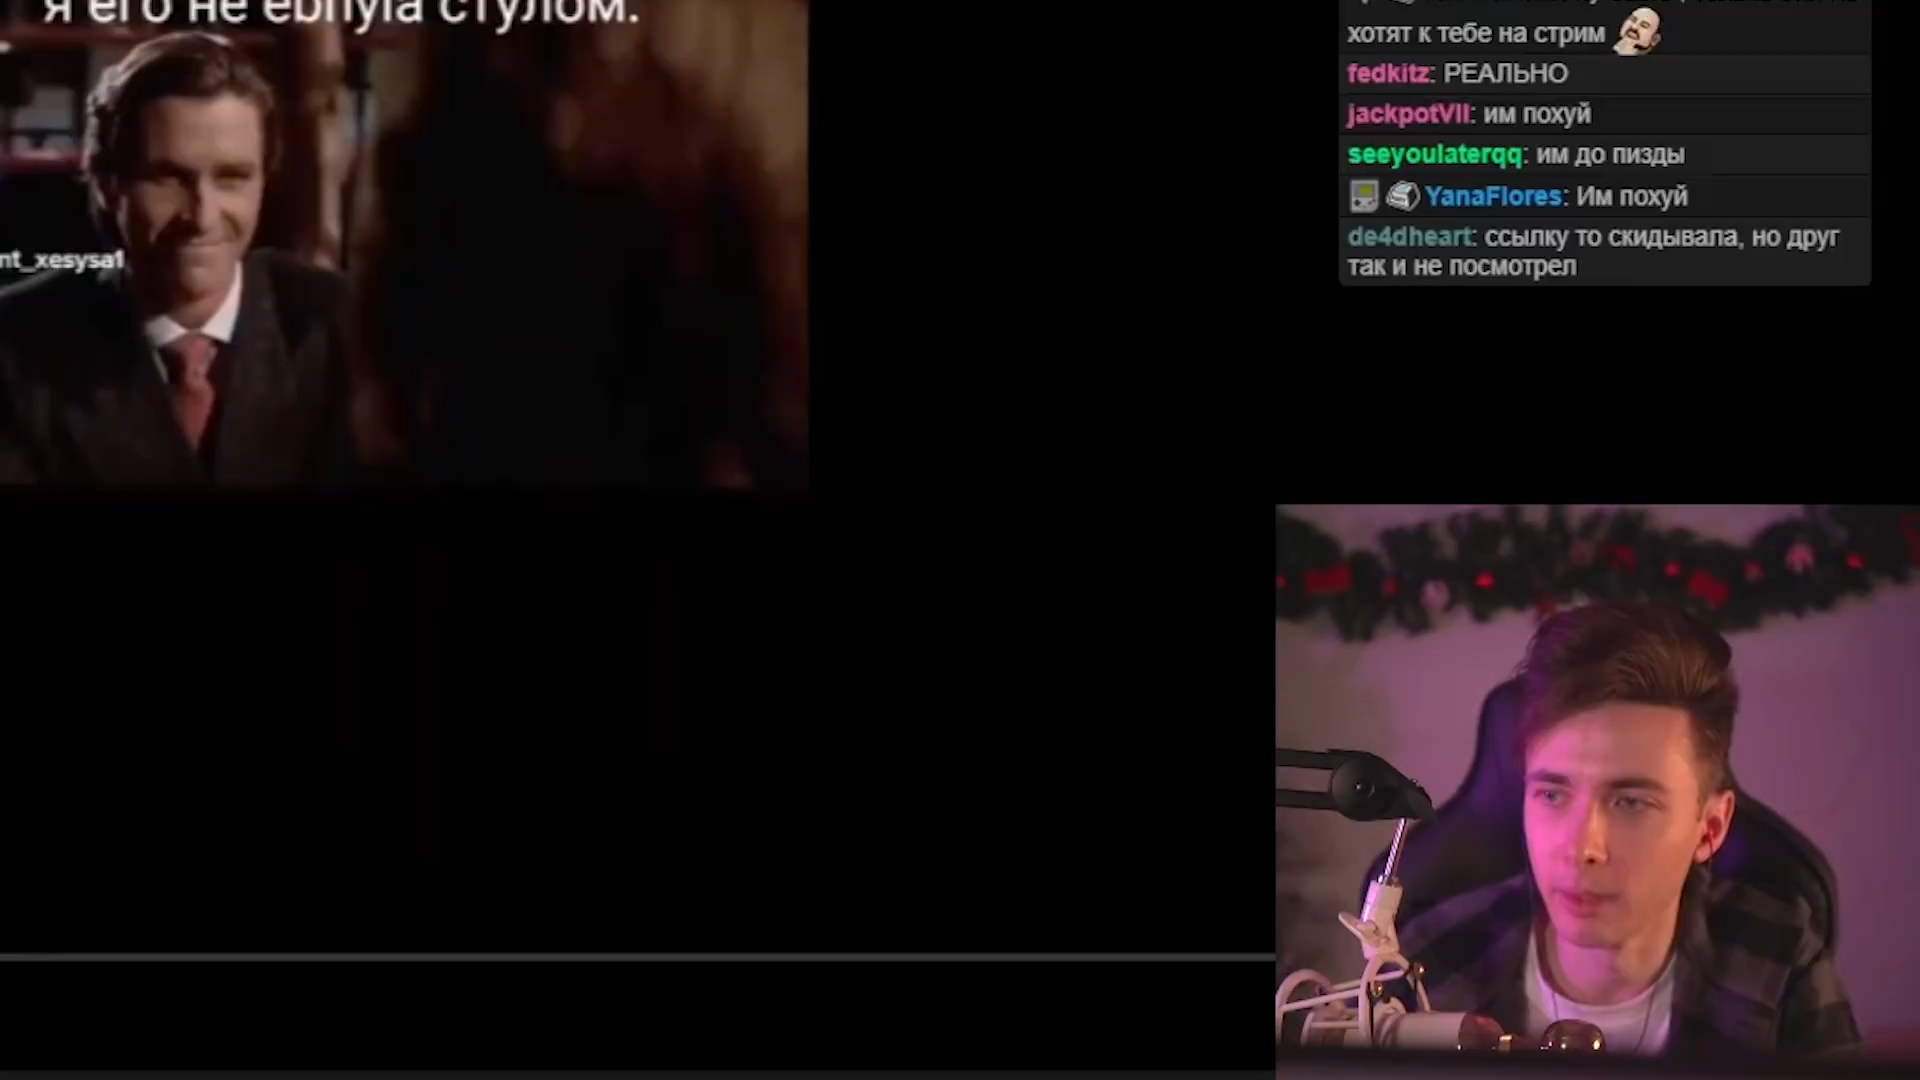 я его не ebnyla стулом.
nt_xesysa1
хотят к тебе на стрим
fedkitz: РЕАЛЬНО
jackpotVII: им похуй
seeyoulaterqq: им до пизды
YanaFlores: Им похуй
de4dheart: ссылку то скидывала, но друг
так и не посмотрел